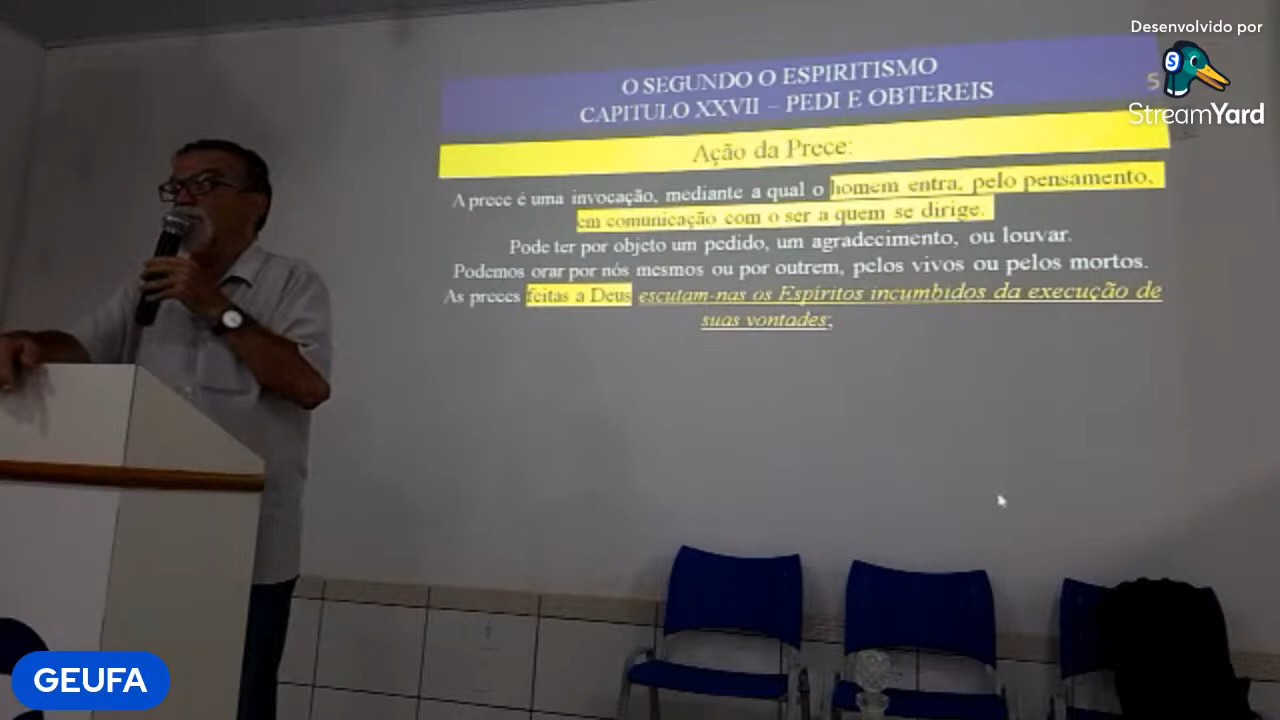 Desenvolvido por
StreamYard
O SEGUNDO O ESPIRITISMO
CAPITULO XXVII – PEDI E OBTEREIS
5
Ação da Prece:
A prece é uma invocação, mediante a qual o homem entra, pelo pensamento,
em comunicação com o ser a quem se dirige.
Pode ter por objeto um pedido, um agradecimento, ou louvar.
Podemos orar por nós mesmos ou por outrem, pelos vivos ou pelos mortos.
As preces feitas a Deus escutam-nas os Espíritos incumbidos da execução de
suas vontades;
GEUFA